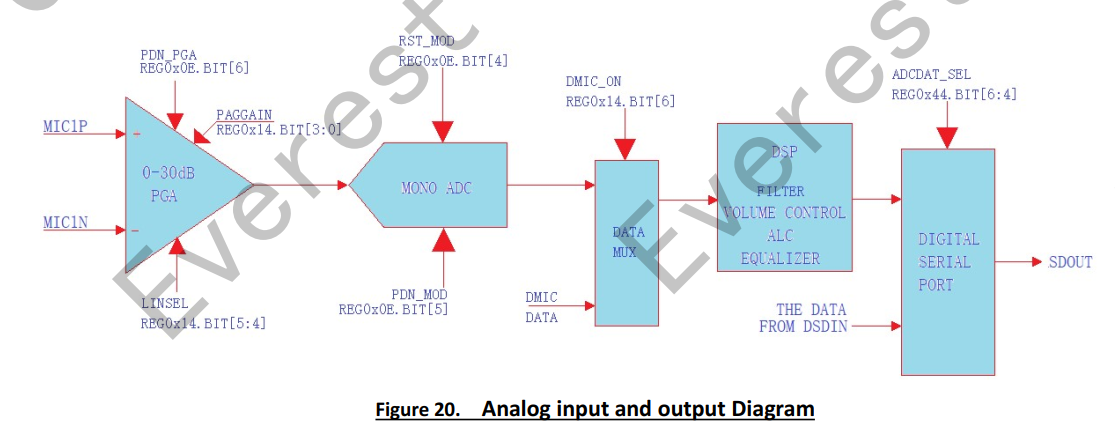 PDN_PGA
REG0x0E.BIT[6]
PAGGAIN
REG0x14.BIT[3:0]
MIC1P
0-30dB
PGA
MIC1N
LINSEL
REG0x14.BIT[5:4]
RST_MOD
REG0x0E.BIT[4]
MONO ADC
PDN_MOD
REG0x0E.BIT[5]
DMIC_ON
REG0x14.BIT[6]
DATA
MUX
DMIC
DATA
DSP
FILTER
VOLUME CONTROL
ALC
EQUALIZER
ADCDAT_SEL
REG0x44.BIT[6:4]
DIGITAL
SERIAL
PORT
THE DATA
FROM DSDIN
SDOUT
Everest
Everest
Figure 20. Analog input and output Diagram